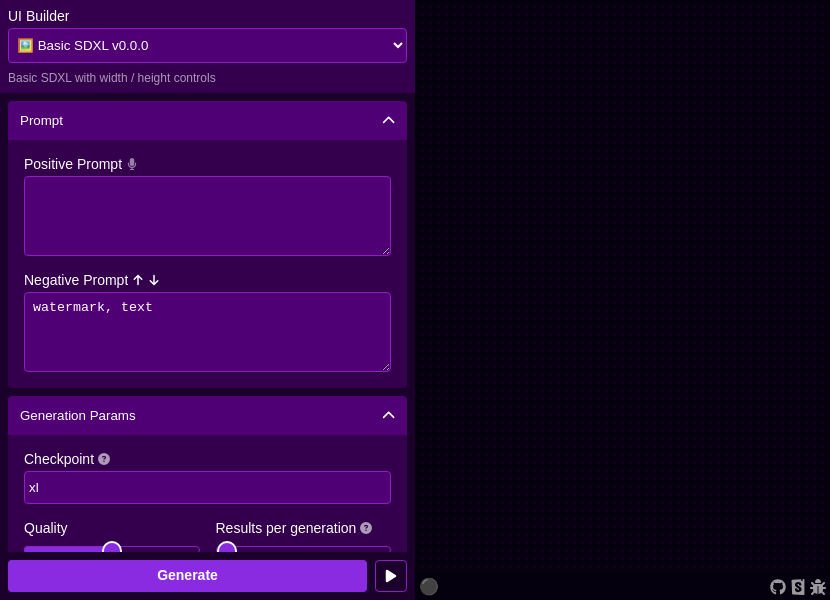 UI Builder
Basic SDXL v0.0.0
Basic SDXL with width / height controls
Prompt
Positive Prompt
Negative Prompt
watermark, text
Generation Params
Checkpoint
xl
Quality Results per generation
Generate